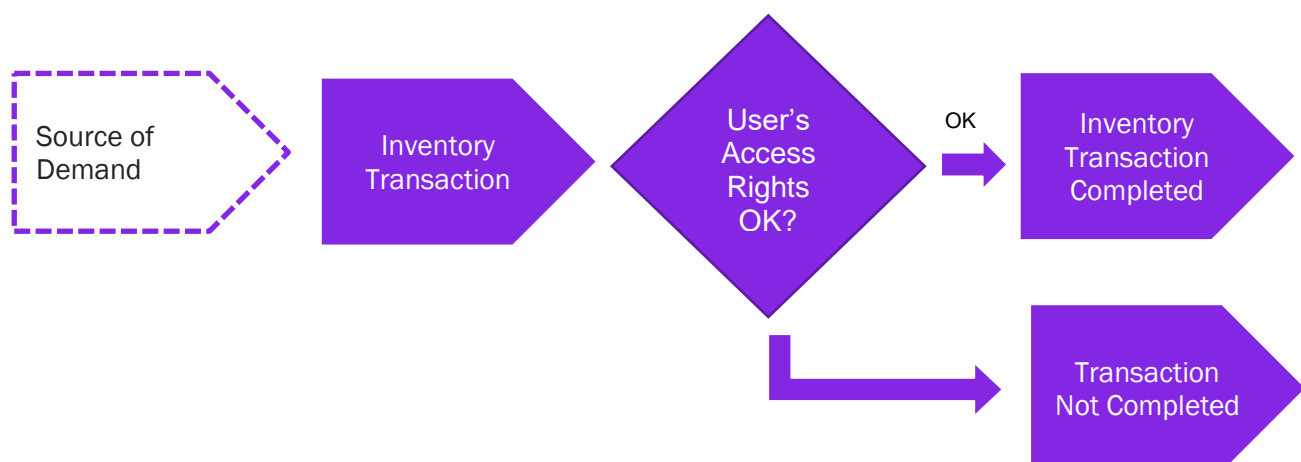 Source of
Demand
Inventory
Transaction
User's
Access
Rights
OK?
OK
Inventory
Transaction
Completed
Transaction
Not Completed